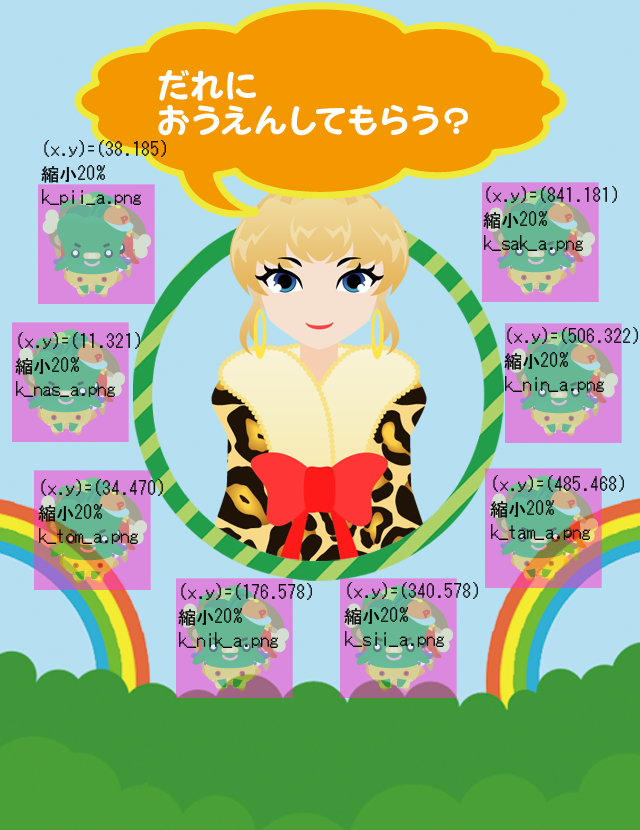 だれに
おうえんしてもらう?
(x.y)=(38.185)
縮小20%
k_pii_a.png
(x.y)=(841.181)
縮小20%
k_sak_a.png
(x.y)=(11.321)
縮小20%
k_nas_a.png
(x.y)=(506.322)
縮小20%
k_nin_a.png
(x.y)=(34.470)
縮小20%
k_tom_a.png
(x.y)=(485.468)
縮小20%
k_tam_a.png
(x.y)=(176.578)
縮小20%
k_nik_a.png
(x.y)=(340.578)
縮小20%
k_sii_a.png